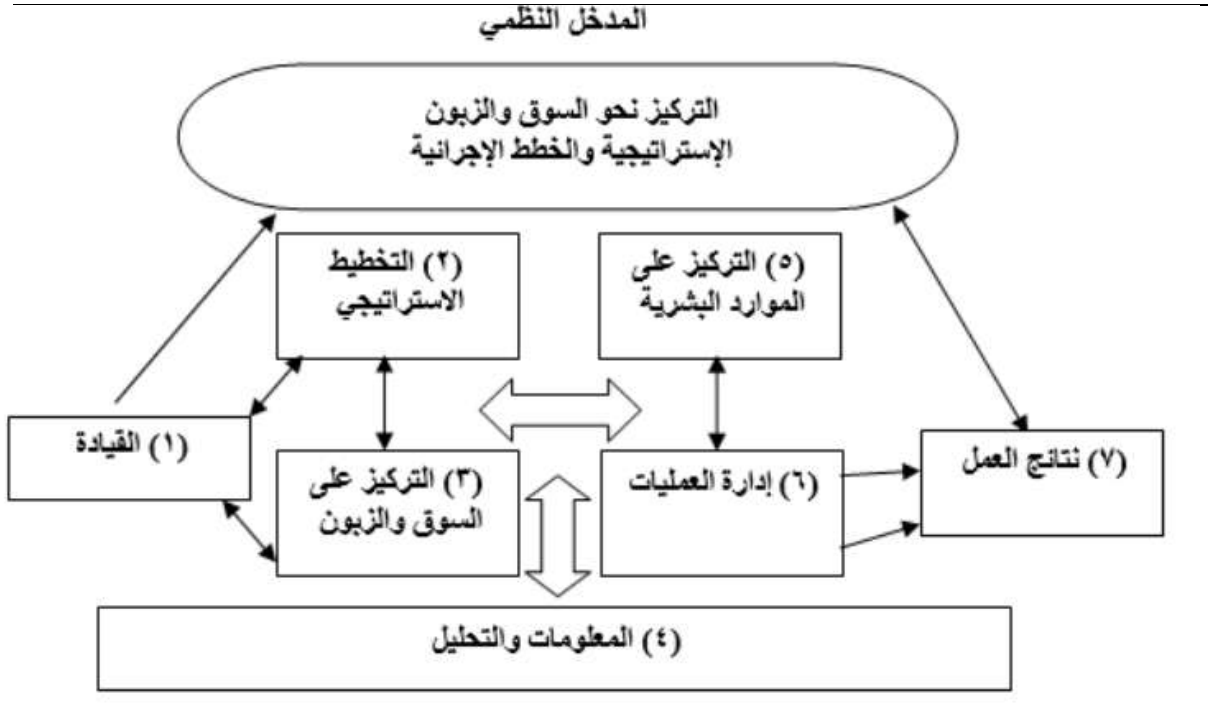 المدخل النظمي
التركيز نحو السوق والزبون
الإستراتيجية والخطط الإجرائية
(٢) التخطيط
الاستراتيجي
(٥) التركيز على
الموارد البشرية
(١) القيادة
(٣) التركيز على
السوق والزبون
(٦) إدارة العمليات
(٧) نتائج العمل
(٤) المعلومات والتحليل